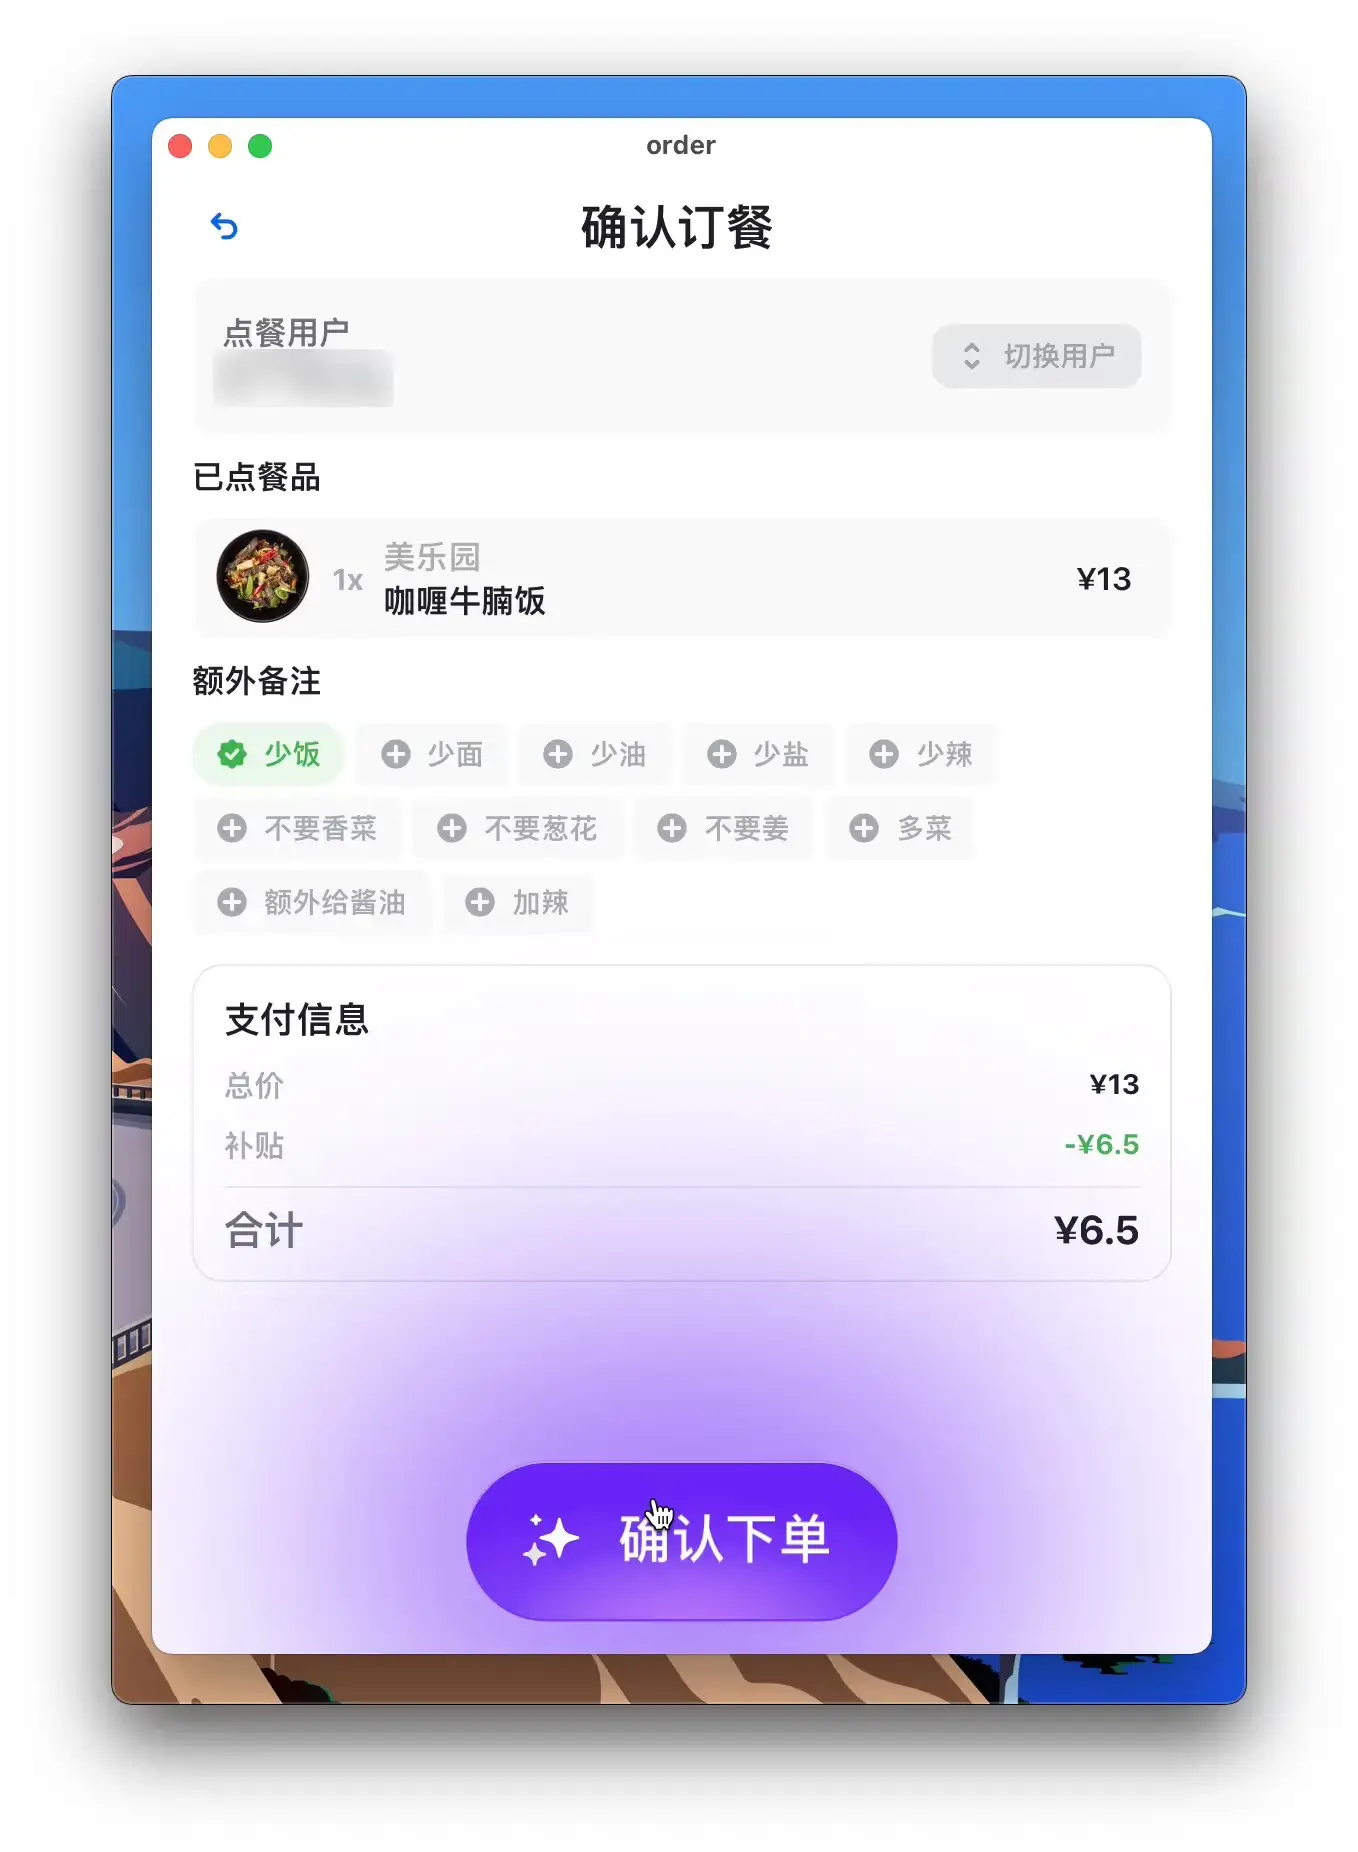 order
确认订餐
点餐用户
切换用户
已点餐品
1x 美乐园 咖喱牛腩饭 ¥13
额外备注
少饭 少面 少油 少盐 少辣
不要香菜 不要葱花 不要姜 多菜
额外给酱油 加辣
支付信息
总价 ¥13
补贴 -¥6.5
合计 ¥6.5
确认下单